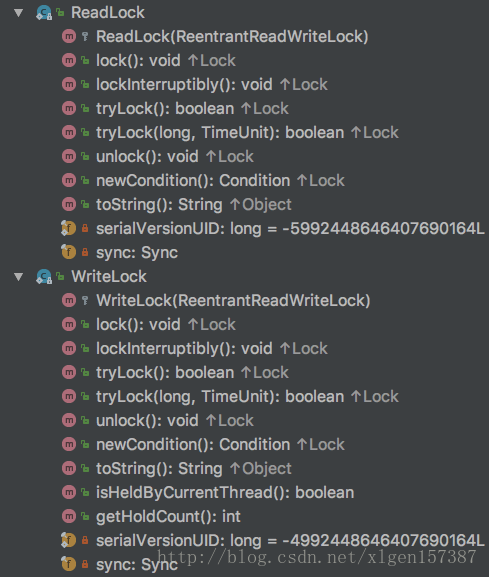 ReadLock
ReadLock(ReentrantReadWriteLock)
lock(): void ↑Lock
lockInterruptibly(): void ↑Lock
tryLock(): boolean ↑Lock
tryLock(long, TimeUnit): boolean ↑Lock
unlock(): void ↑Lock
newCondition(): Condition ↑Lock
toString(): String ↑Object
serialVersionUID: long = -5992448646407690164L
sync: Sync
WriteLock
WriteLock(ReentrantReadWriteLock)
lock(): void ↑Lock
lockInterruptibly(): void ↑Lock
tryLock(): boolean ↑Lock
tryLock(long, TimeUnit): boolean ↑Lock
unlock(): void ↑Lock
newCondition(): Condition ↑Lock
toString(): String ↑Object
isHeldByCurrentThread(): boolean
getHoldCount(): int
serialVersionUID: long = -4992448646407690164L
sync: Sync
http://blog.csdn.net/xlgen157387